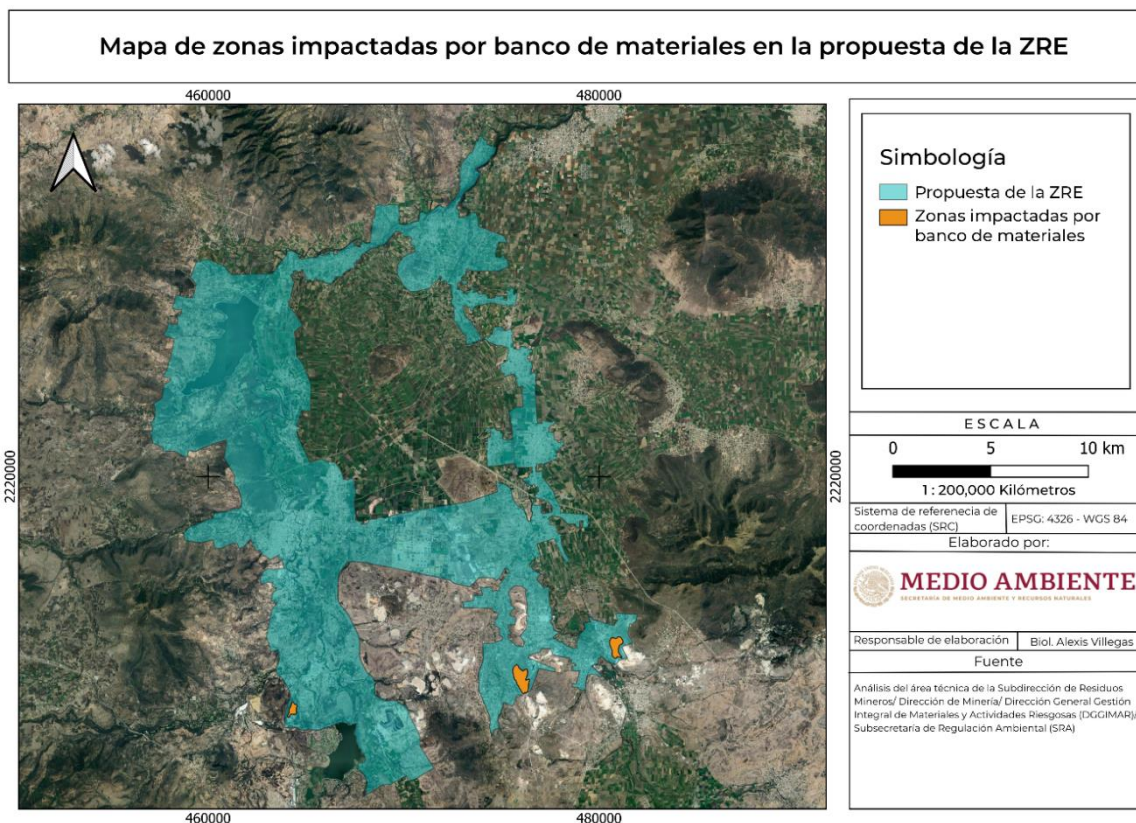 Mapa de zonas impactadas por banco de materiales en la propuesta de la ZRE
460000
480000
2220000
2220000
460000
480000
Simbología
Propuesta de la ZRE
Zonas impactadas por
banco de materiales
ESCALA
0 5 10 km
1 : 200,000 Kilómetros
Sistema de referenecia de
coordenadas (SRC)
EPSG: 4326 - WGS 84
Elaborado por:
MEDIO AMBIENTE
SECRETARÍA DE MEDIO AMBIENTE Y RECURSOS NATURALES
Responsable de elaboración
Biol. Alexis Villegas
Fuente
Análisis del área técnica de la Subdirección de Residuos
Mineros/ Dirección de Minería/ Dirección General Gestión
Integral de Materiales y Actividades Riesgosas (DGGIMAR)/
Subsecretaría de Regulación Ambiental (SRA)